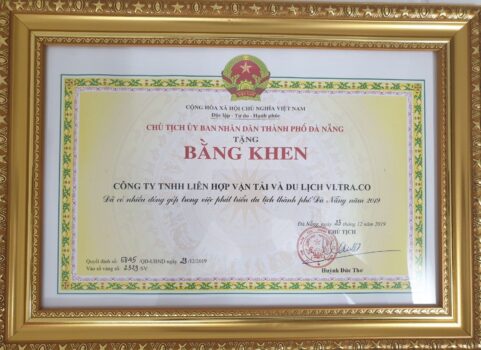 CỘNG HÒA XÃ HỘI CHỦ NGHĨA VIỆT NAM
Độc lập - Tự do - Hạnh phúc
CHỦ TỊCH ỦY BAN NHÂN DÂN THÀNH PHỐ ĐÀ NẴNG
TẶNG
BẰNG KHEN
CÔNG TY TNHH LIÊN HỢP VẬN TẢI VÀ DU LỊCH VI.TRA.CO
Đã có nhiều đóng góp trong việc phát triển du lịch thành phố Đà Nẵng năm 2019
Đà Nẵng, ngày 23 tháng 12 năm 2019
CHỦ TỊCH
Quyết định số: QĐ-UBND ngày 23/12/2019
Vào sổ vàng số: 2523 SV
Huỳnh Đức Thơ